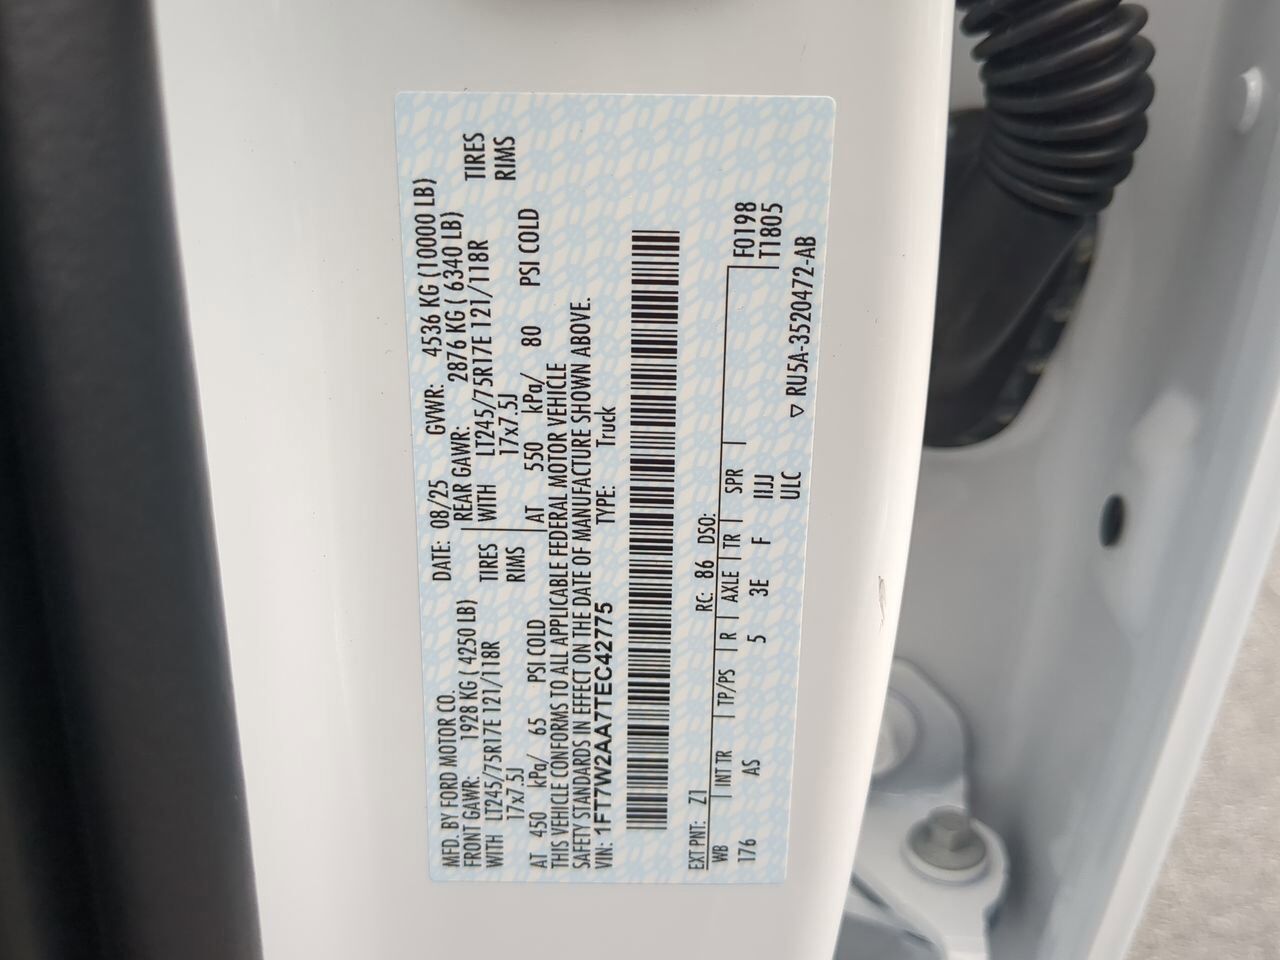 MFD. BY FORD MOTOR CO. DATE: 08/25 GVWR: 4536 KG (10000 LB)
FRONT GAWR: 1928 KG ( 4250 LB) REAR GAWR: 2876 KG ( 6340 LB)
WITH LT245/75R17E 121/118R TIRES WITH LT245/75R17E 121/118R TIRES
17x7.5J RIMS 17x7.5J RIMS
AT 450 kPa/ 65 PSI COLD AT 550 kPa/ 80 PSI COLD
THIS VEHICLE CONFORMS TO ALL APPLICABLE FEDERAL MOTOR VEHICLE
SAFETY STANDARDS IN EFFECT ON THE DATE OF MANUFACTURE SHOWN ABOVE.
VIN: 1FT7W2AA7TEC42775 TYPE: Truck
EXT PNT: Z1 RC: 86 DSO:
WB INT TR TP/PS R AXLE TR SPR F0198
176 AS 5 3E F IIJJ T1805
ULC
▽ RU5A-3520472-AB